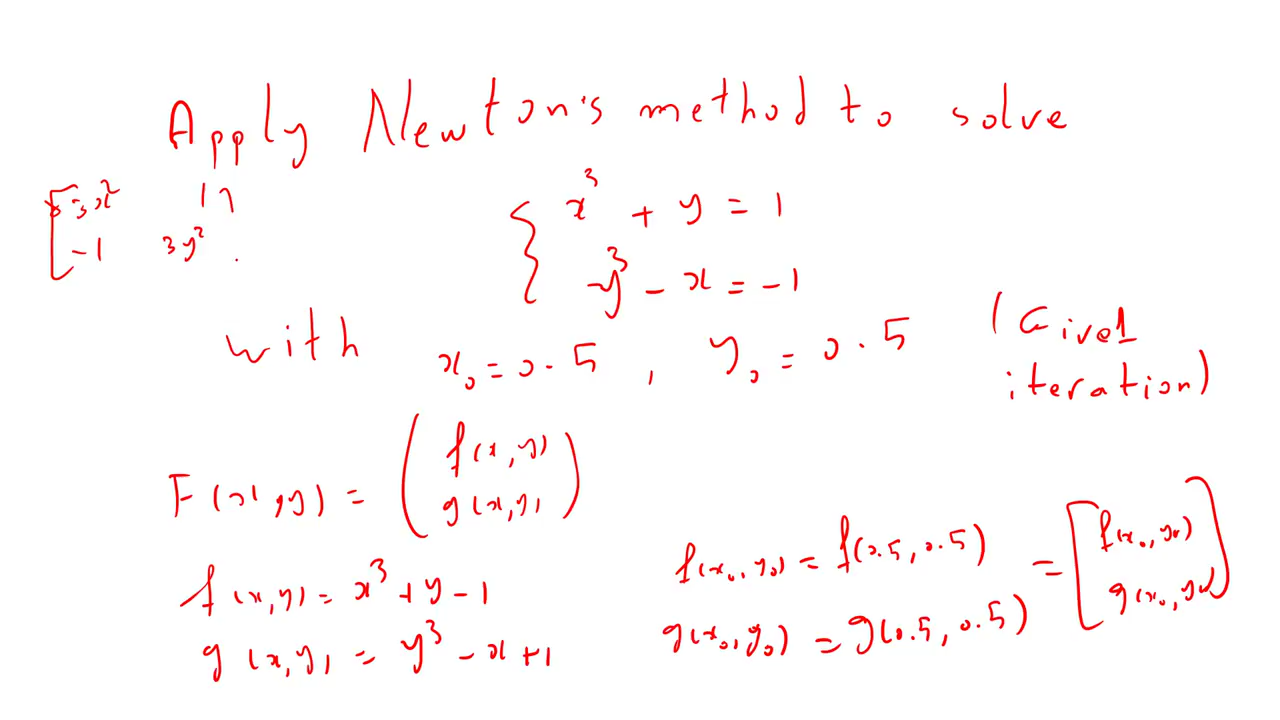 Apply Newton's method to solve
[3x² 1]
-1 3y²
{ x³ + y = 1
y³ - x = -1
with x₀ = 0.5 , y₀ = 0.5 (Give 1
iteration)
F(x,y) = ( f(x,y)
g(x,y) )
f(x,y) = x³ + y - 1
g(x,y) = y³ - x + 1
f(x₀,y₀) = f(0.5,0.5)
g(x₀,y₀) = g(0.5,0.5)
= [ f(x₀,y₀)
g(x₀,y₀) ]